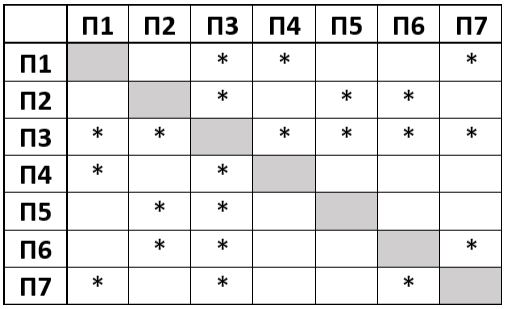 П1 П2 П3 П4 П5 П6 П7
П1 * * *
П2 * * *
П3 * * * * * *
П4 * *
П5 * *
П6 * * *
П7 * * *